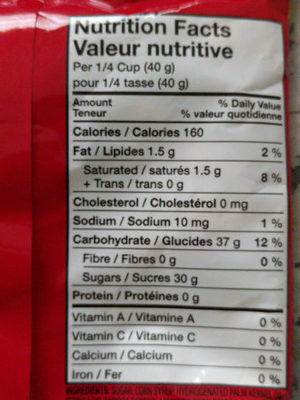 Nutrition Facts
Valeur nutritive
Per 1/4 Cup (40 g)
pour 1/4 tasse (40 g)
Amount % Daily Value
Teneur % valeur quotidienne
Calories / Calories 160
Fat / Lipides 1.5 g 2 %
Saturated / saturés 1.5 g
+ Trans / trans 0 g 8 %
Cholesterol / Cholestérol 0 mg
Sodium / Sodium 10 mg 1 %
Carbohydrate / Glucides 37 g 12 %
Fibre / Fibres 0 g 0 %
Sugars / Sucres 30 g
Protein / Protéines 0 g
Vitamin A / Vitamine A 0 %
Vitamin C / Vitamine C 0 %
Calcium / Calcium 0 %
Iron / Fer 0 %
INGREDIENTS: SUGAR, CORN SYRUP, HYDROGENATED PALM KERNEL